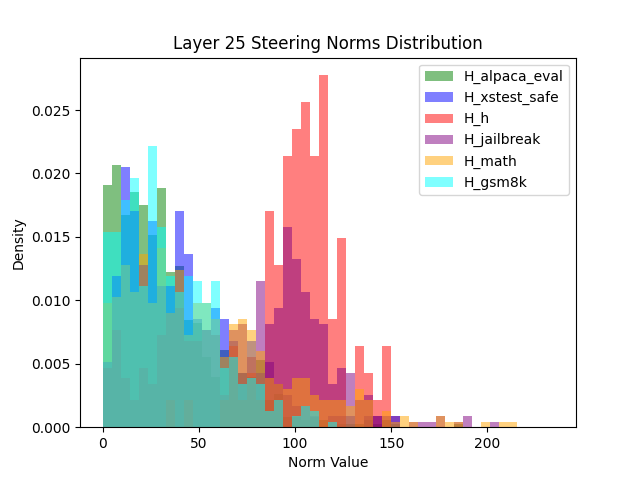 Layer 25 Steering Norms Distribution
H_alpaca_eval
H_xstest_safe
H_h
H_jailbreak
H_math
H_gsm8k
Density
0.025
0.020
0.015
0.010
0.005
0.000
0
50
100
150
200
Norm Value